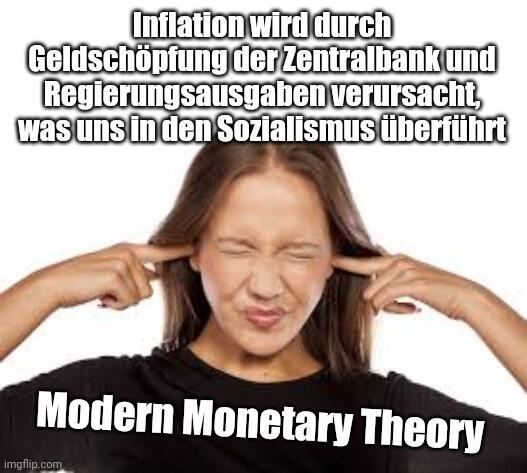 Inflation wird durch
Geldschöpfung der Zentralbank und
Regierungsausgaben verursacht,
was uns in den Sozialismus überführt
Modern Monetary Theory
imgflip.com